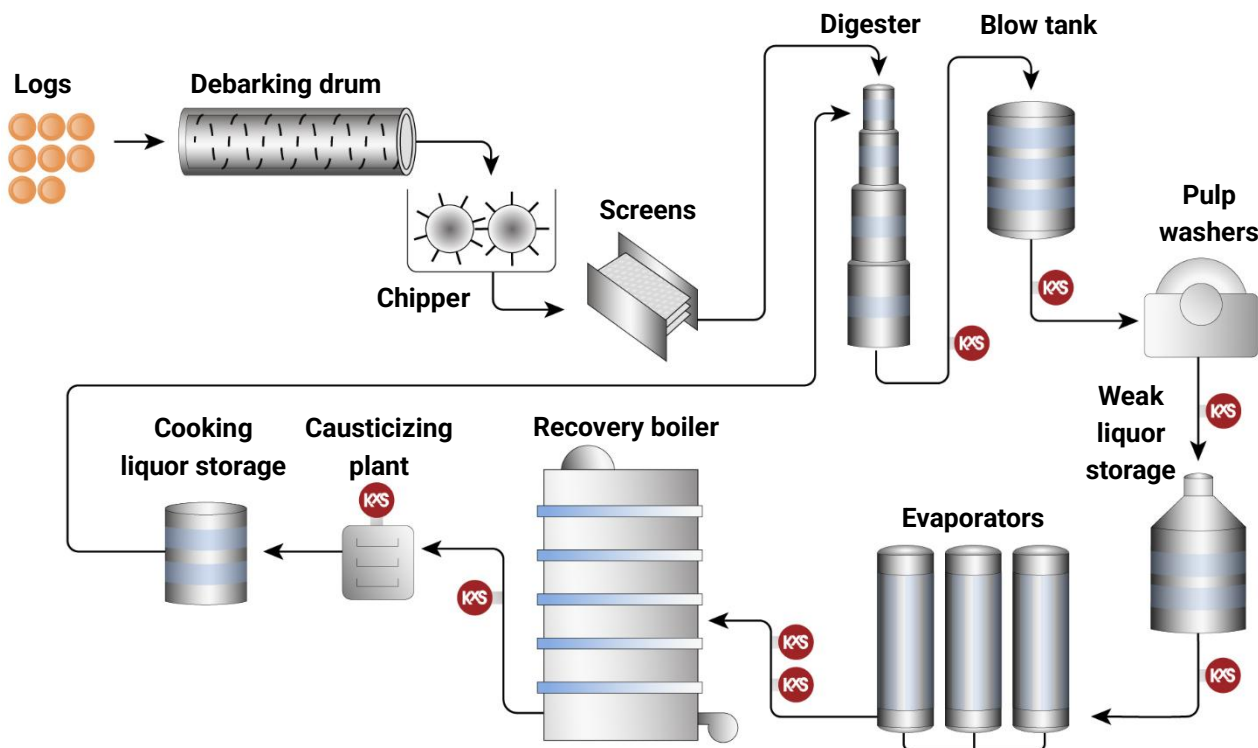 Digester
Blow tank
Logs
Debarking drum
Pulp
washers
Screens
Chipper
KxS
KxS
Weak
liquor
storage
KxS
Cooking
liquor storage
Causticizing
plant
Recovery boiler
KxS
Evaporators
KxS
KxS
KxS
KxS